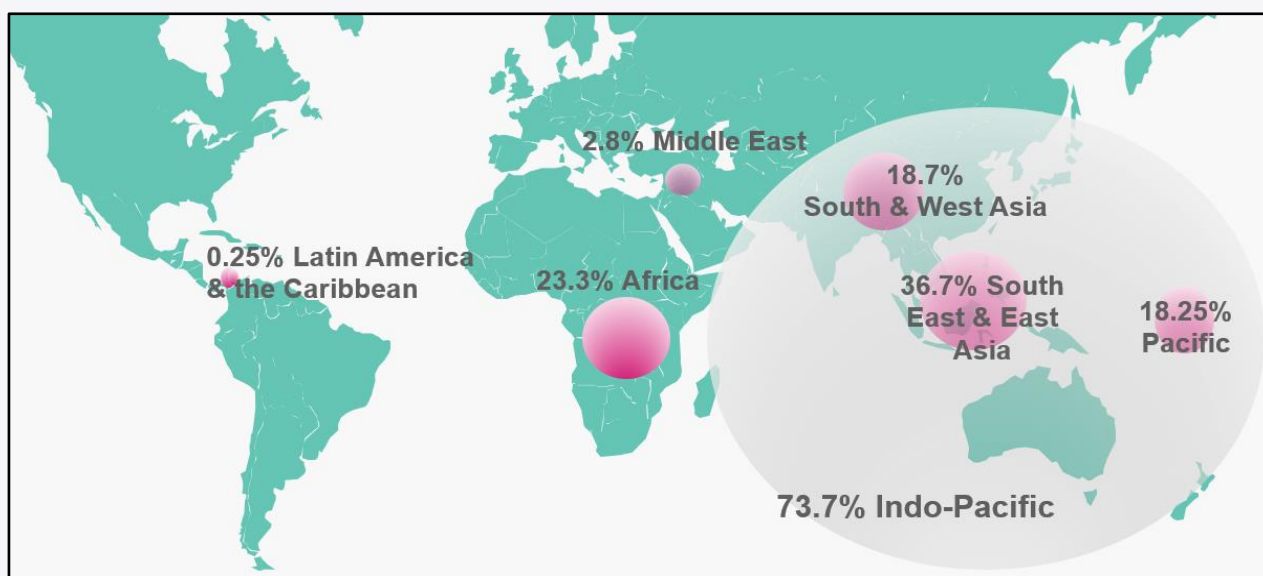 2.8% Middle East
18.7%
South & West Asia
0.25% Latin America
& the Caribbean
23.3% Africa
36.7% South
East & East
Asia
18.25%
Pacific
73.7% Indo-Pacific